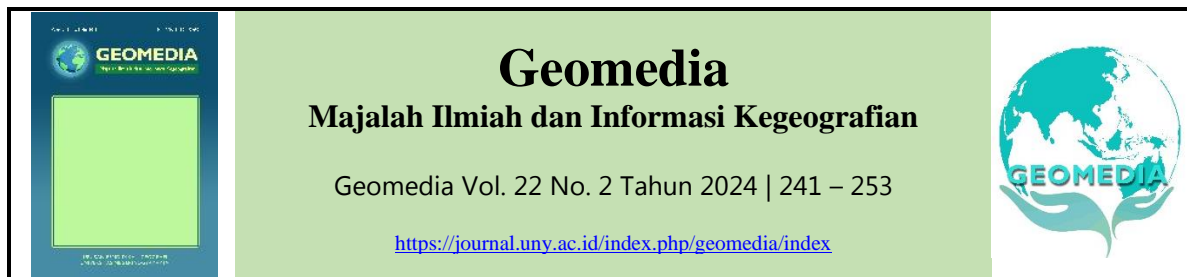 GEOMEDIA
Geomedia
Majalah Ilmiah dan Informasi Kegeografian
Geomedia Vol. 22 No. 2 Tahun 2024 | 241 – 253
https://journal.uny.ac.id/index.php/geomedia/index
GEOMEDIA